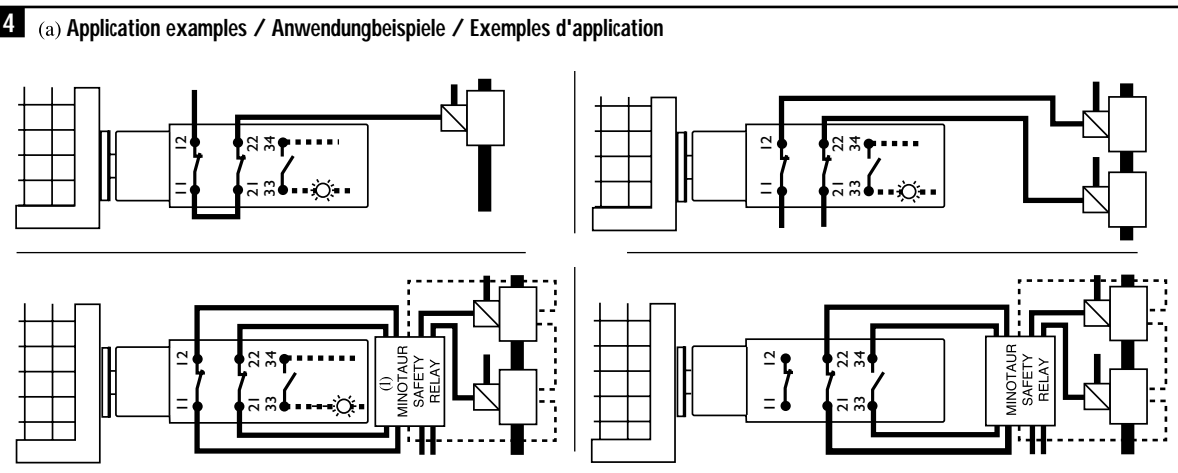 4 (a) Application examples / Anwendungbeispiele / Exemples d'application
12 22 34
11 21 33
12 22 34
11 21 33
12 22 34
11 21 33
(1)
MINOTAUR
SAFETY
RELAY
12 22 34
11 21 33
MINOTAUR
SAFETY
RELAY